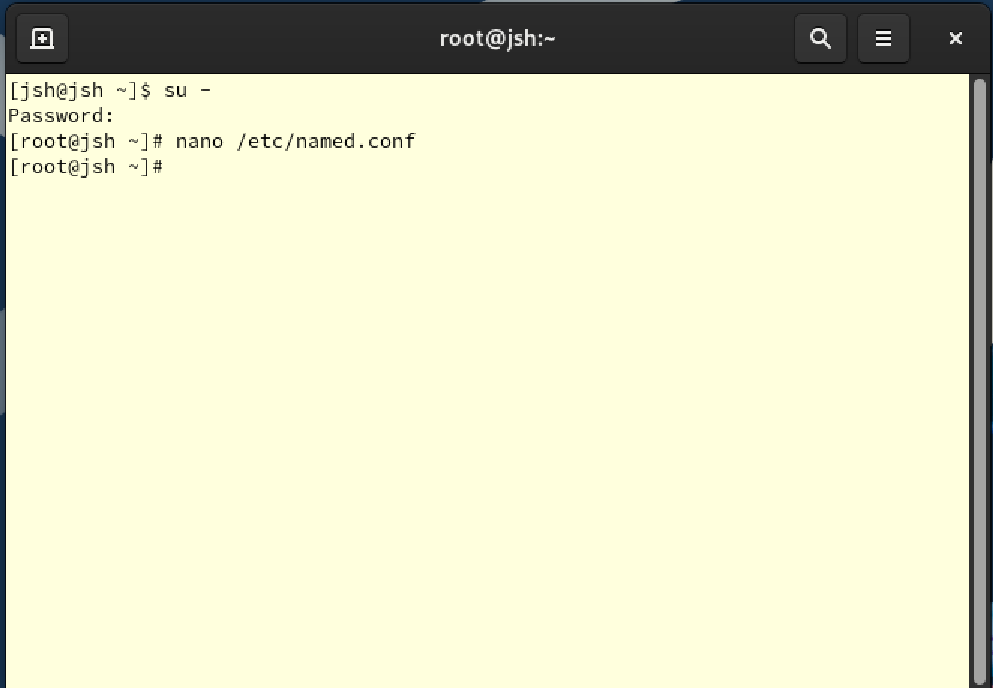 root@jsh:~
[jsh@jsh ~]$ su -
Password:
[root@jsh ~]# nano /etc/named.conf
[root@jsh ~]#